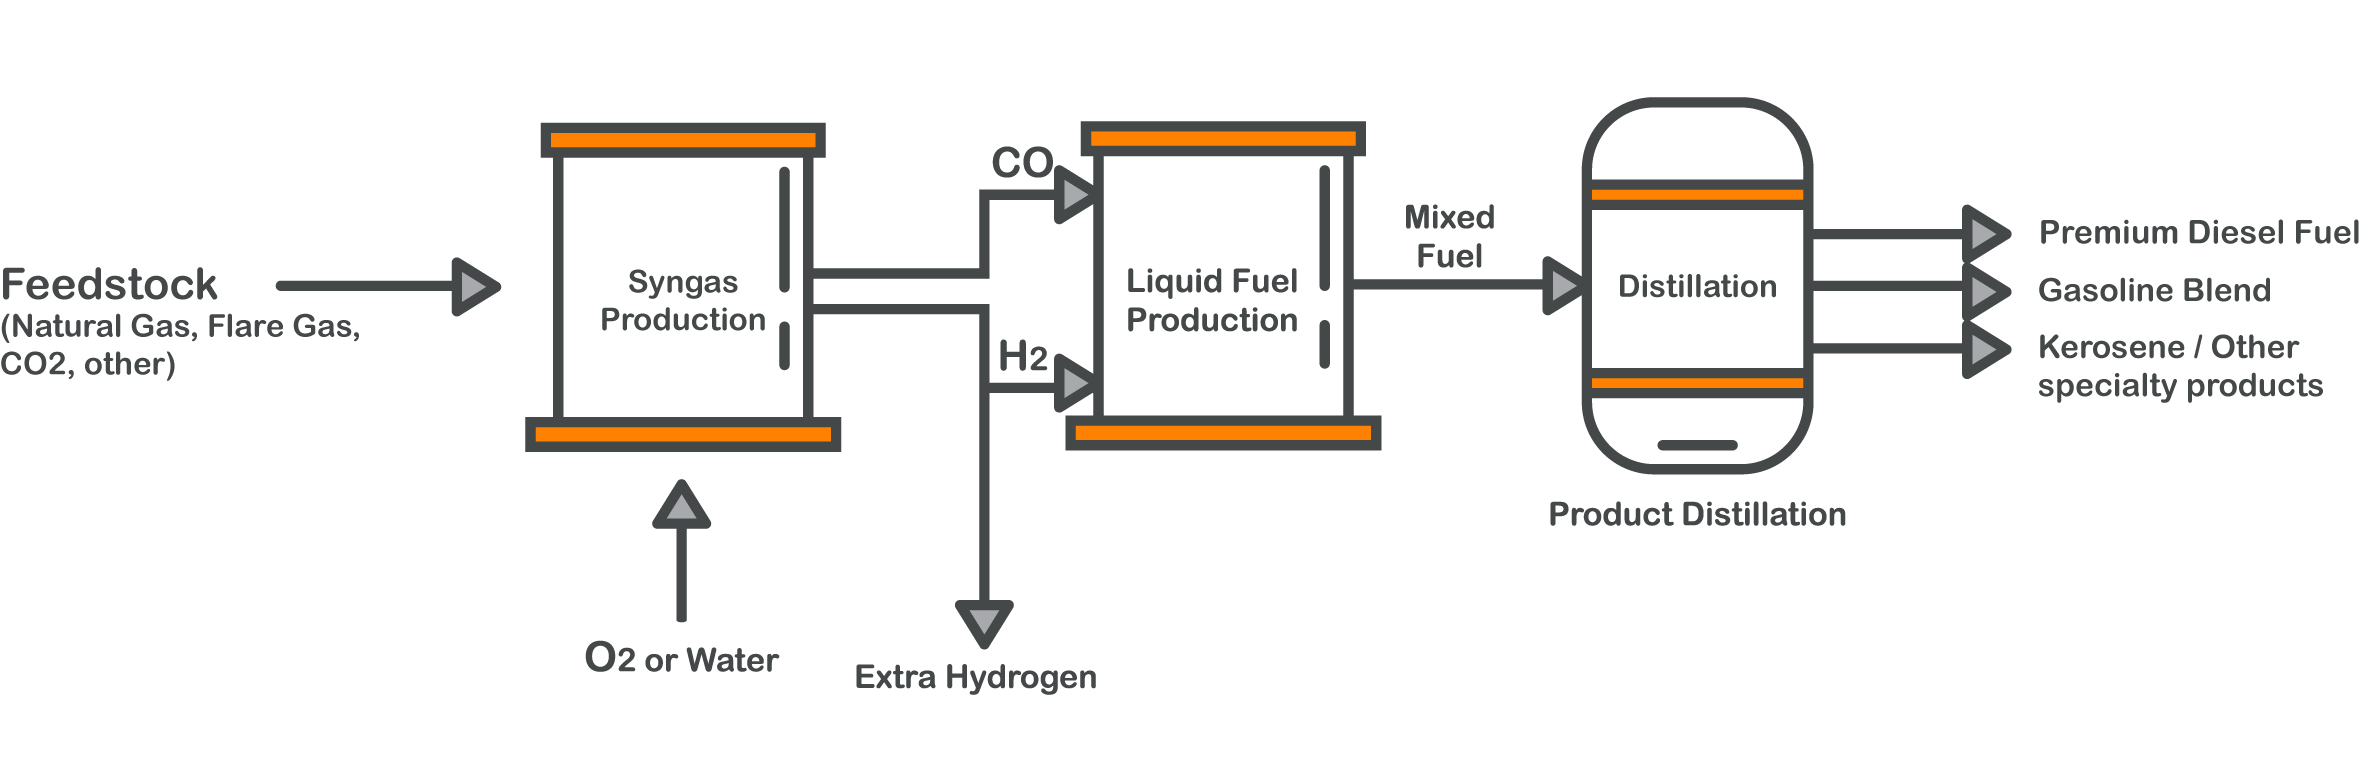 Feedstock
(Natural Gas, Flare Gas,
CO2, other)
Syngas
Production
O2 or Water
CO
H2
Extra Hydrogen
Liquid Fuel
Production
Mixed
Fuel
Distillation
Product Distillation
Premium Diesel Fuel
Gasoline Blend
Kerosene / Other
specialty products